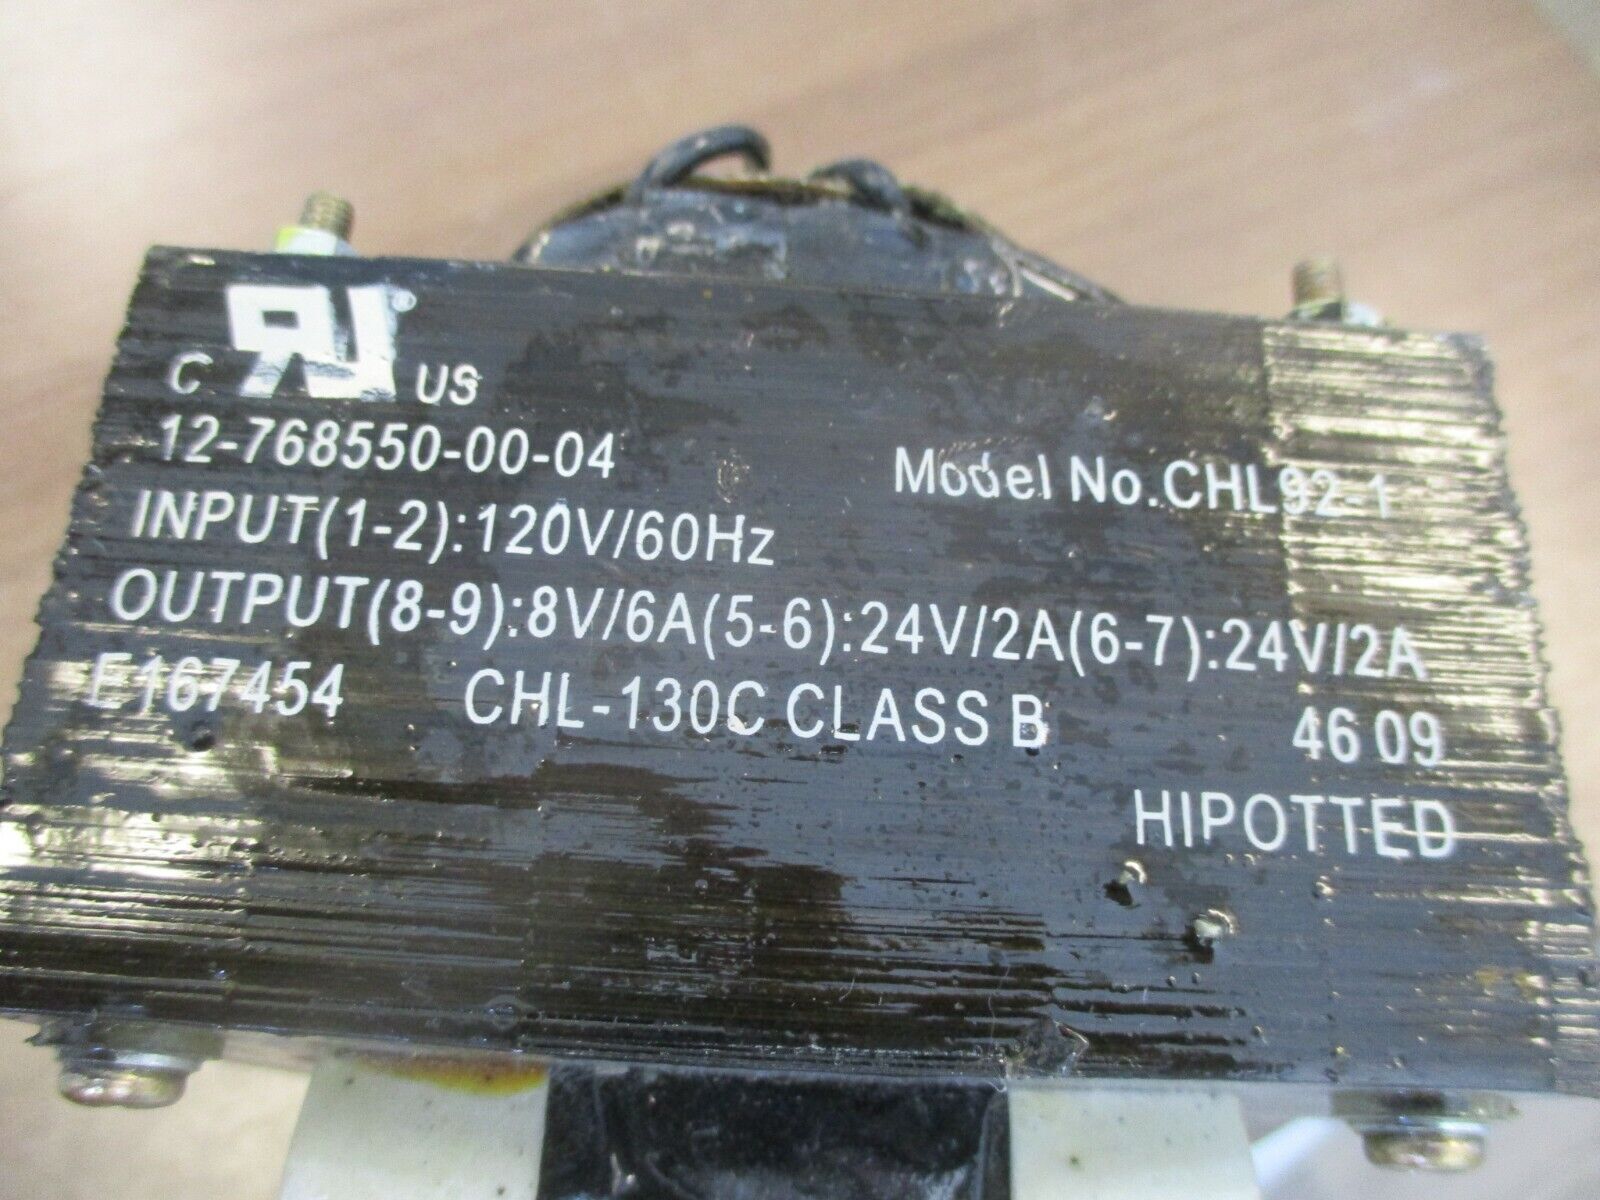 C RU® US
12-768550-00-04 Model No.CHL92-1
INPUT(1-2):120V/60Hz
OUTPUT(8-9):8V/6A(5-6):24V/2A(6-7):24V/2A
E167454 CHL-130C CLASS B 46 09
HIPOTTED